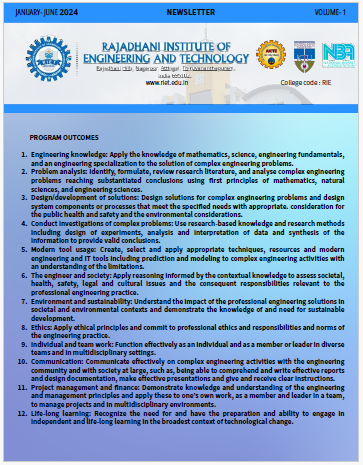 JANUARY- JUNE 2024 NEWSLETTER VOLUME- 1
RAJADHANI INSTITUTE OF
ENGINEERING AND TECHNOLOGY
www.riet.edu.in
College code : RIE
PROGRAM OUTCOMES
1. Engineering knowledge: Apply the knowledge of mathematics, science, engineering fundamentals,
and an engineering specialization to the solution of complex engineering problems.
2. Problem analysis: Identify, formulate, review research literature, and analyse complex engineering
problems reaching substantiated conclusions using first principles of mathematics, natural
sciences, and engineering sciences.
3. Design/development of solutions: Design solutions for complex engineering problems and design
system components or processes that meet the specified needs with appropriate. consideration for
the public health and safety and the environmental considerations.
4. Conduct investigations of complex problems: Use research-based knowledge and research methods
including design of experiments, analysis and interpretation of data and synthesis of the
information to provide valid conclusions.
5. Modern tool usage: Create, select and apply appropriate techniques, resources and modern
engineering and IT tools including prediction and modeling to complex engineering activities with
an understanding of the limitations.
6. The engineer and society: Apply reasoning informed by the contextual knowledge to assess societal,
health, safety, legal and cultural issues and the consequent responsibilities relevant to the
professional engineering practice.
7. Environment and sustainability: Understand the impact of the professional engineering solutions in
societal and environmental contexts and demonstrate the knowledge of and need for sustainable
development.
8. Ethics: Apply ethical principles and commit to professional ethics and responsibilities and norms of
the engineering practice.
9. Individual and team work: Function effectively as an individual and as a member or leader in diverse
teams and in multidisciplinary settings.
10. Communication: Communicate effectively on complex engineering activities with the engineering
community and with society at large, such as, being able to comprehend and write effective reports
and design documentation, make effective presentations and give and receive clear instructions.
11. Project management and finance: Demonstrate knowledge and understanding of the engineering
and management principles and apply these to one's own work, as a member and leader in a team,
to manage projects and in multidisciplinary environments.
12. Life-long learning: Recognize the need for and have the preparation and ability to engage in
independent and life-long learning in the broadest context of technological change.